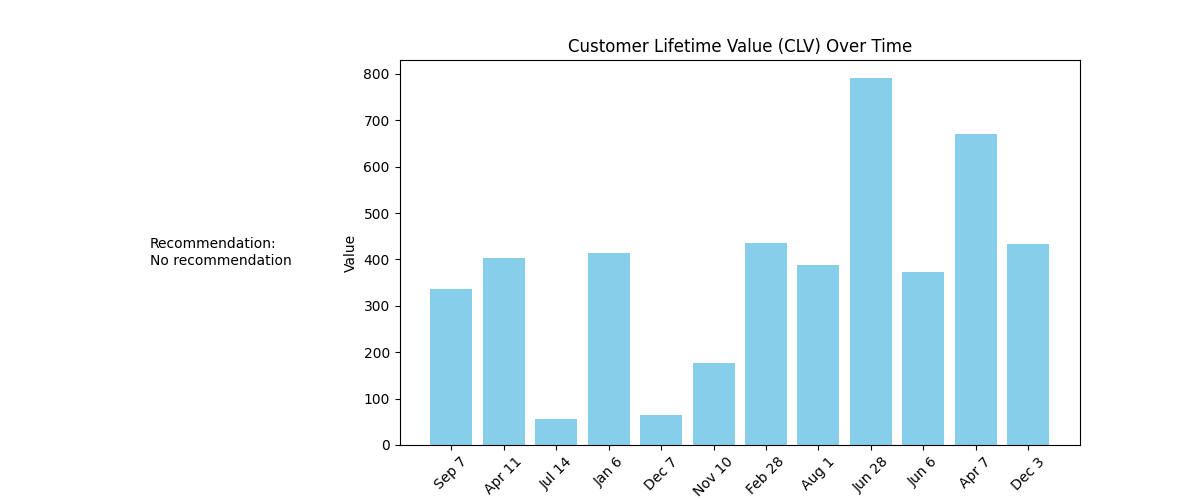 Customer Lifetime Value (CLV) Over Time
Recommendation:
No recommendation
Value
800
700
600
500
400
300
200
100
0
Sep 7
Apr 11
Jul 14
Jan 6
Dec 7
Nov 10
Feb 28
Aug 1
Jun 28
Jun 6
Apr 7
Dec 3